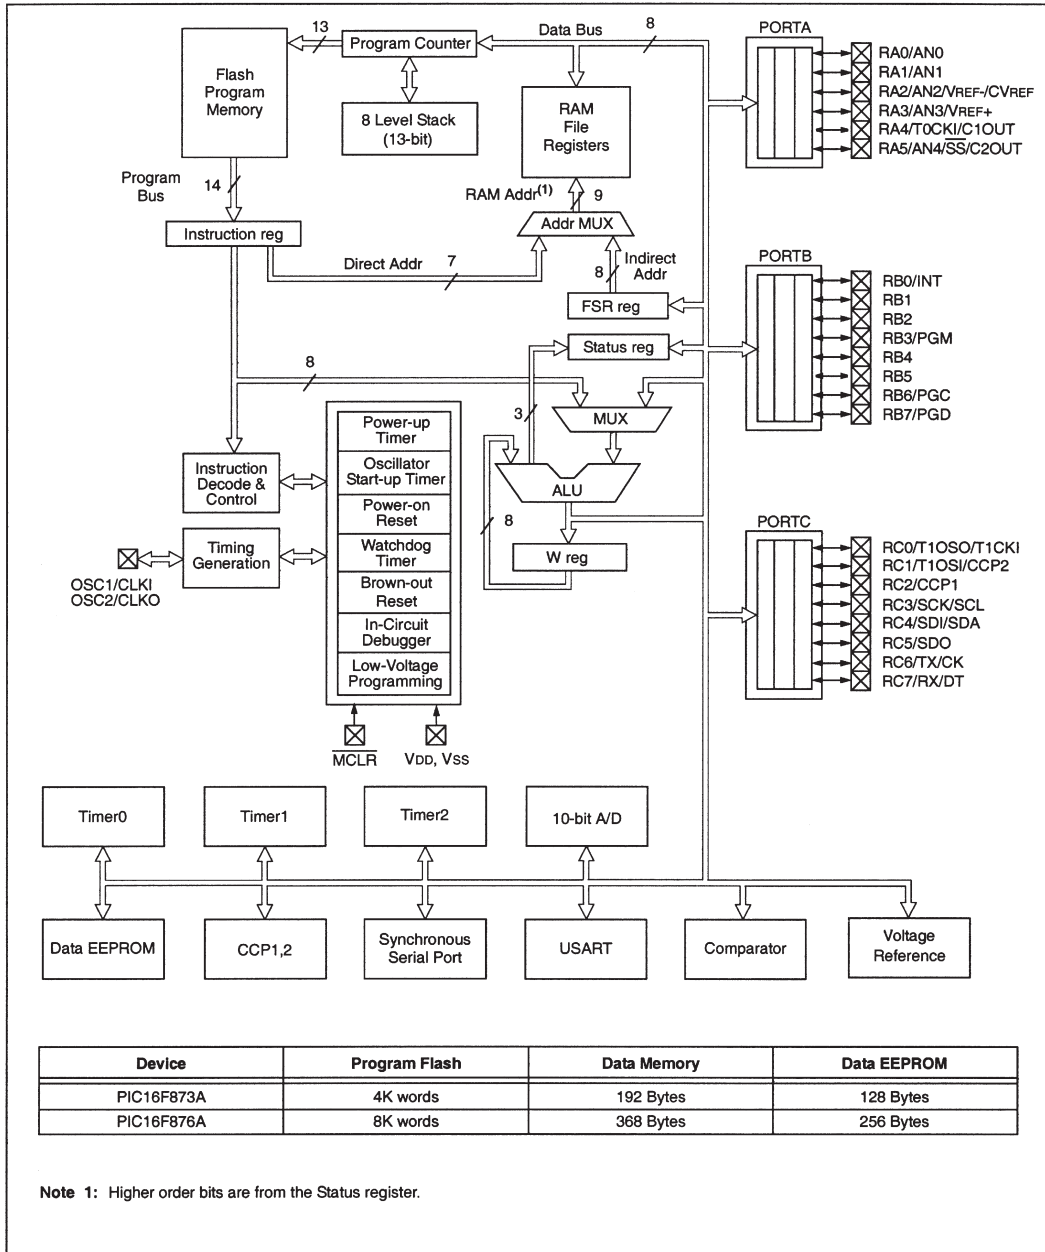 13
Program Counter
Data Bus
8
PORTA
Flash
Program
Memory
8 Level Stack
(13-bit)
RAM
File
Registers
RA0/AN0
RA1/AN1
RA2/AN2/VREF-/CVREF
RA3/AN3/VREF+
RA4/T0CKI/C1OUT
RA5/AN4/SS/C2OUT
Program
Bus
14
RAM Addr(1)
9
Instruction reg
Addr MUX
Direct Addr
7
8
Indirect
Addr
FSR reg
Status reg
PORTB
RB0/INT
RB1
RB2
RB3/PGM
RB4
RB5
RB6/PGC
RB7/PGD
8
3
MUX
Power-up
Timer
Oscillator
Start-up Timer
Power-on
Reset
Watchdog
Timer
Brown-out
Reset
In-Circuit
Debugger
Low-Voltage
Programming
Instruction
Decode &
Control
ALU
8
W reg
Timing
Generation
OSC1/CLKI
OSC2/CLKO
PORTC
RC0/T1OSO/T1CKI
RC1/T1OSI/CCP2
RC2/CCP1
RC3/SCK/SCL
RC4/SDI/SDA
RC5/SDO
RC6/TX/CK
RC7/RX/DT
MCLR
VDD, VSS
Timer0
Timer1
Timer2
10-bit A/D
Data EEPROM
CCP1,2
Synchronous
Serial Port
USART
Comparator
Voltage
Reference
Device Program Flash Data Memory Data EEPROM
PIC16F873A 4K words 192 Bytes 128 Bytes
PIC16F876A 8K words 368 Bytes 256 Bytes
Note 1: Higher order bits are from the Status register.